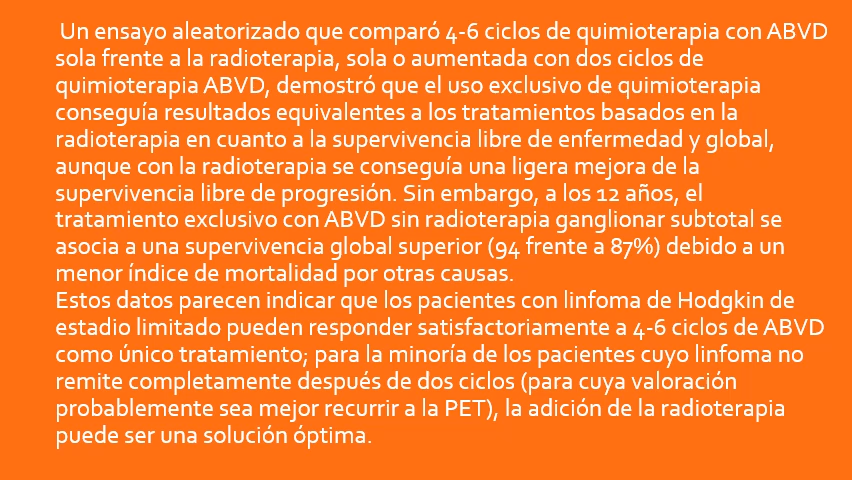 Un ensayo aleatorizado que comparó 4-6 ciclos de quimioterapia con ABVD
sola frente a la radioterapia, sola o aumentada con dos ciclos de
quimioterapia ABVD, demostró que el uso exclusivo de quimioterapia
conseguía resultados equivalentes a los tratamientos basados en la
radioterapia en cuanto a la supervivencia libre de enfermedad y global,
aunque con la radioterapia se conseguía una ligera mejora de la
supervivencia libre de progresión. Sin embargo, a los 12 años, el
tratamiento exclusivo con ABVD sin radioterapia ganglionar subtotal se
asocia a una supervivencia global superior (94 frente a 87%) debido a un
menor índice de mortalidad por otras causas.
Estos datos parecen indicar que los pacientes con linfoma de Hodgkin de
estadio limitado pueden responder satisfactoriamente a 4-6 ciclos de ABVD
como único tratamiento; para la minoría de los pacientes cuyo linfoma no
remite completamente después de dos ciclos (para cuya valoración
probablemente sea mejor recurrir a la PET), la adición de la radioterapia
puede ser una solución óptima.